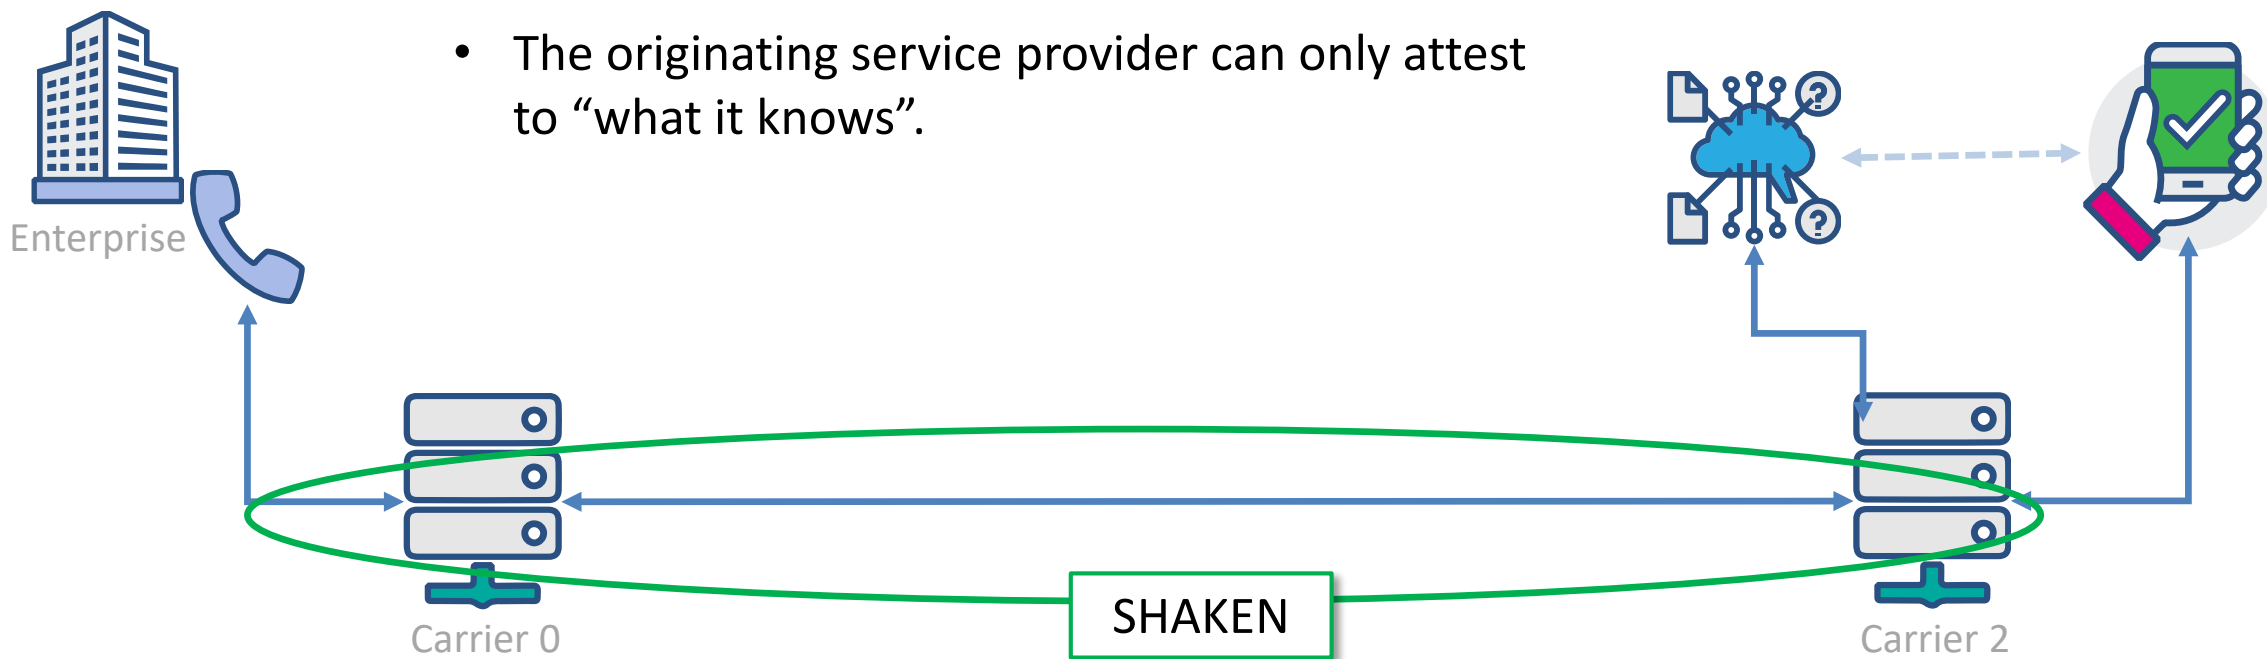 • The originating service provider can only attest
to “what it knows”.
?
Enterprise
?
SHAKEN
Carrier 0
Carrier 2